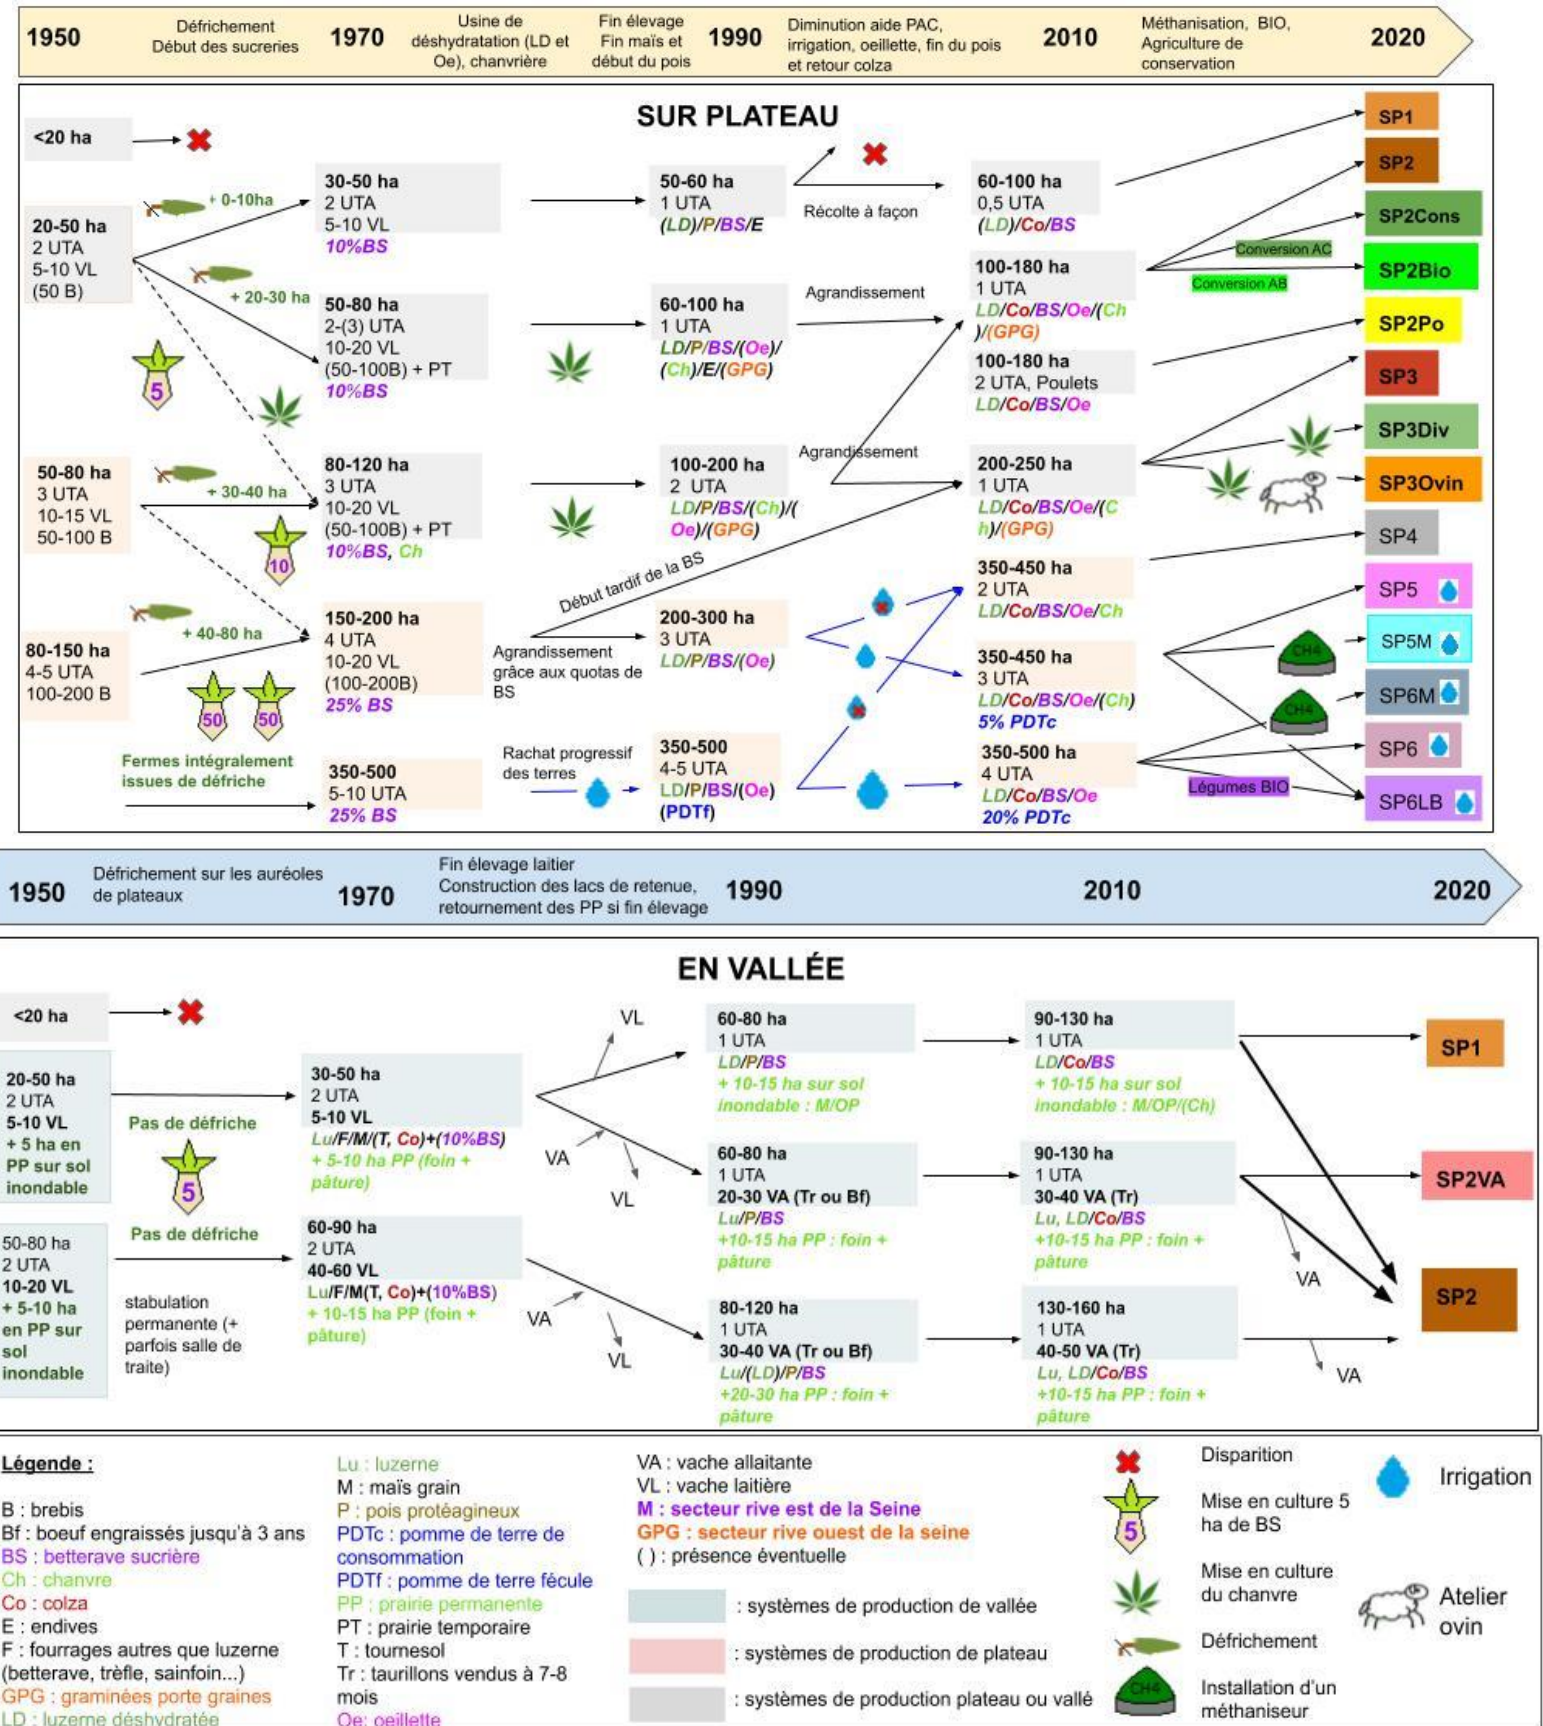 1950
Défrichement
Début des sucreries
1970
Usine de
déshydratation (LD et
Oe), chanvrière
Fin élevage
Fin maïs et
début du pois
1990
Diminution aide PAC,
irrigation, oeillette, fin du pois
et retour colza
2010
Méthanisation, BIO,
Agriculture de
conservation
2020
SUR PLATEAU
<20 ha
20-50 ha
2 UTA
5-10 VL
(50 B)
50-80 ha
3 UTA
10-15 VL
50-100 B
80-150 ha
4-5 UTA
100-200 B
+ 0-10ha
+ 20-30 ha
5
+ 30-40 ha
10
+ 40-80 ha
50
50
Fermes intégralement
issues de défriche
30-50 ha
2 UTA
5-10 VL
10%BS
50-80 ha
2-(3) UTA
10-20 VL
(50-100B) + PT
10%BS
80-120 ha
3 UTA
10-20 VL
(50-100B) + PT
10%BS, Ch
150-200 ha
4 UTA
10-20 VL
(100-200B)
25% BS
350-500
5-10 UTA
25% BS
Début tardif de la BS
Agrandissement
grâce aux quotas de
BS
Rachat progressif
des terres
50-60 ha
1 UTA
(LD)/P/BS/E
60-100 ha
1 UTA
LD/P/BS/(Oe)/
(Ch)/E/(GPG)
100-200 ha
2 UTA
LD/P/BS/(Ch)/(
Oe)/(GPG)
200-300 ha
3 UTA
LD/P/BS/(Oe)
350-500
4-5 UTA
LD/P/BS/(Oe)
(PDTf)
Récolte à façon
Agrandissement
Agrandissement
60-100 ha
0,5 UTA
(LD)/Co/BS
100-180 ha
1 UTA
LD/Co/BS/Oe/(Ch
)/(GPG)
100-180 ha
2 UTA, Poulets
LD/Co/BS/Oe
200-250 ha
1 UTA
LD/Co/BS/Oe/(C
h)/(GPG)
350-450 ha
2 UTA
LD/Co/BS/Oe/Ch
350-450 ha
3 UTA
LD/Co/BS/Oe/(Ch)
5% PDTc
350-500 ha
4 UTA
LD/Co/BS/Oe
20% PDTc
Conversion AC
Conversion AB
CH4
CH4
Légumes BIO
SP1
SP2
SP2Cons
SP2Bio
SP2Po
SP3
SP3Div
SP3Ovin
SP4
SP5
SP5M
SP6M
SP6
SP6LB
1950
Défrichement sur les auréoles
de plateaux
1970
Fin élevage laitier
Construction des lacs de retenue,
retournement des PP si fin élevage
1990
2010
2020
EN VALLÉE
<20 ha
20-50 ha
2 UTA
5-10 VL
+ 5 ha en
PP sur sol
inondable
50-80 ha
2 UTA
10-20 VL
+ 5-10 ha
en PP sur
sol
inondable
Pas de défriche
5
Pas de défriche
stabulation
permanente (+
parfois salle de
traite)
30-50 ha
2 UTA
5-10 VL
Lu/F/M/(T, Co)+(10%BS)
+ 5-10 ha PP (foin +
pâture)
60-90 ha
2 UTA
40-60 VL
Lu/F/M(T, Co)+(10%BS)
+ 10-15 ha PP (foin +
pâture)
VL
VA
VL
VA
VL
60-80 ha
1 UTA
LD/P/BS
+ 10-15 ha sur sol
inondable : M/OP
60-80 ha
1 UTA
20-30 VA (Tr ou Bf)
Lu/P/BS
+10-15 ha PP : foin +
pâture
80-120 ha
1 UTA
30-40 VA (Tr ou Bf)
Lu/(LD)/P/BS
+20-30 ha PP : foin +
pâture
90-130 ha
1 UTA
LD/Co/BS
+ 10-15 ha sur sol
inondable : M/OP/(Ch)
90-130 ha
1 UTA
30-40 VA (Tr)
Lu, LD/Co/BS
+10-15 ha PP : foin +
pâture
130-160 ha
1 UTA
40-50 VA (Tr)
Lu, LD/Co/BS
+10-15 ha PP : foin +
pâture
VA
VA
SP1
SP2VA
SP2
Légende :
B : brebis
Bf : boeuf engraissés jusqu'à 3 ans
BS : betterave sucrière
Ch : chanvre
Co : colza
E : endives
F : fourrages autres que luzerne
(betterave, trèfle, sainfoin...)
GPG : graminées porte graines
LD : luzerne déshydratée
Lu : luzerne
M : maïs grain
P : pois protéagineux
PDTc : pomme de terre de
consommation
PDTf : pomme de terre fécule
PP : prairie permanente
PT : prairie temporaire
T : tournesol
Tr : taurillons vendus à 7-8
mois
Oe: oeillette
VA : vache allaitante
VL : vache laitière
M : secteur rive est de la Seine
GPG : secteur rive ouest de la seine
( ) : présence éventuelle
: systèmes de production de vallée
: systèmes de production de plateau
: systèmes de production plateau ou vallé
Disparition
5
Mise en culture 5
ha de BS
Mise en culture
du chanvre
Défrichement
CH4
Installation d'un
méthaniseur
Irrigation
Atelier
ovin